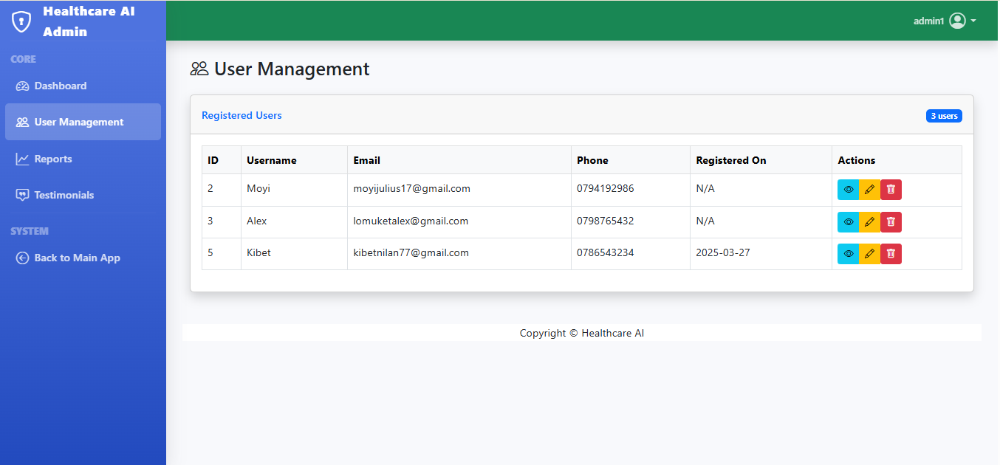 Healthcare AI
Admin
admin1
CORE
Dashboard
User Management
Reports
Testimonials
SYSTEM
Back to Main App
User Management
Registered Users 3 users
ID Username Email Phone Registered On Actions
2 Moyi moyijulius17@gmail.com 0794192986 N/A
3 Alex lomuketalex@gmail.com 0798765432 N/A
5 Kibet kibetnilan77@gmail.com 0786543234 2025-03-27
Copyright © Healthcare AI